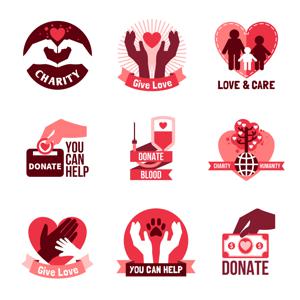 CHARITY
Give Love
LOVE & CARE
DONATE
YOU
CAN
HELP
DONATE
BLOOD
CHARITY HUMANITY
Give Love
YOU CAN HELP
$ $
DONATE